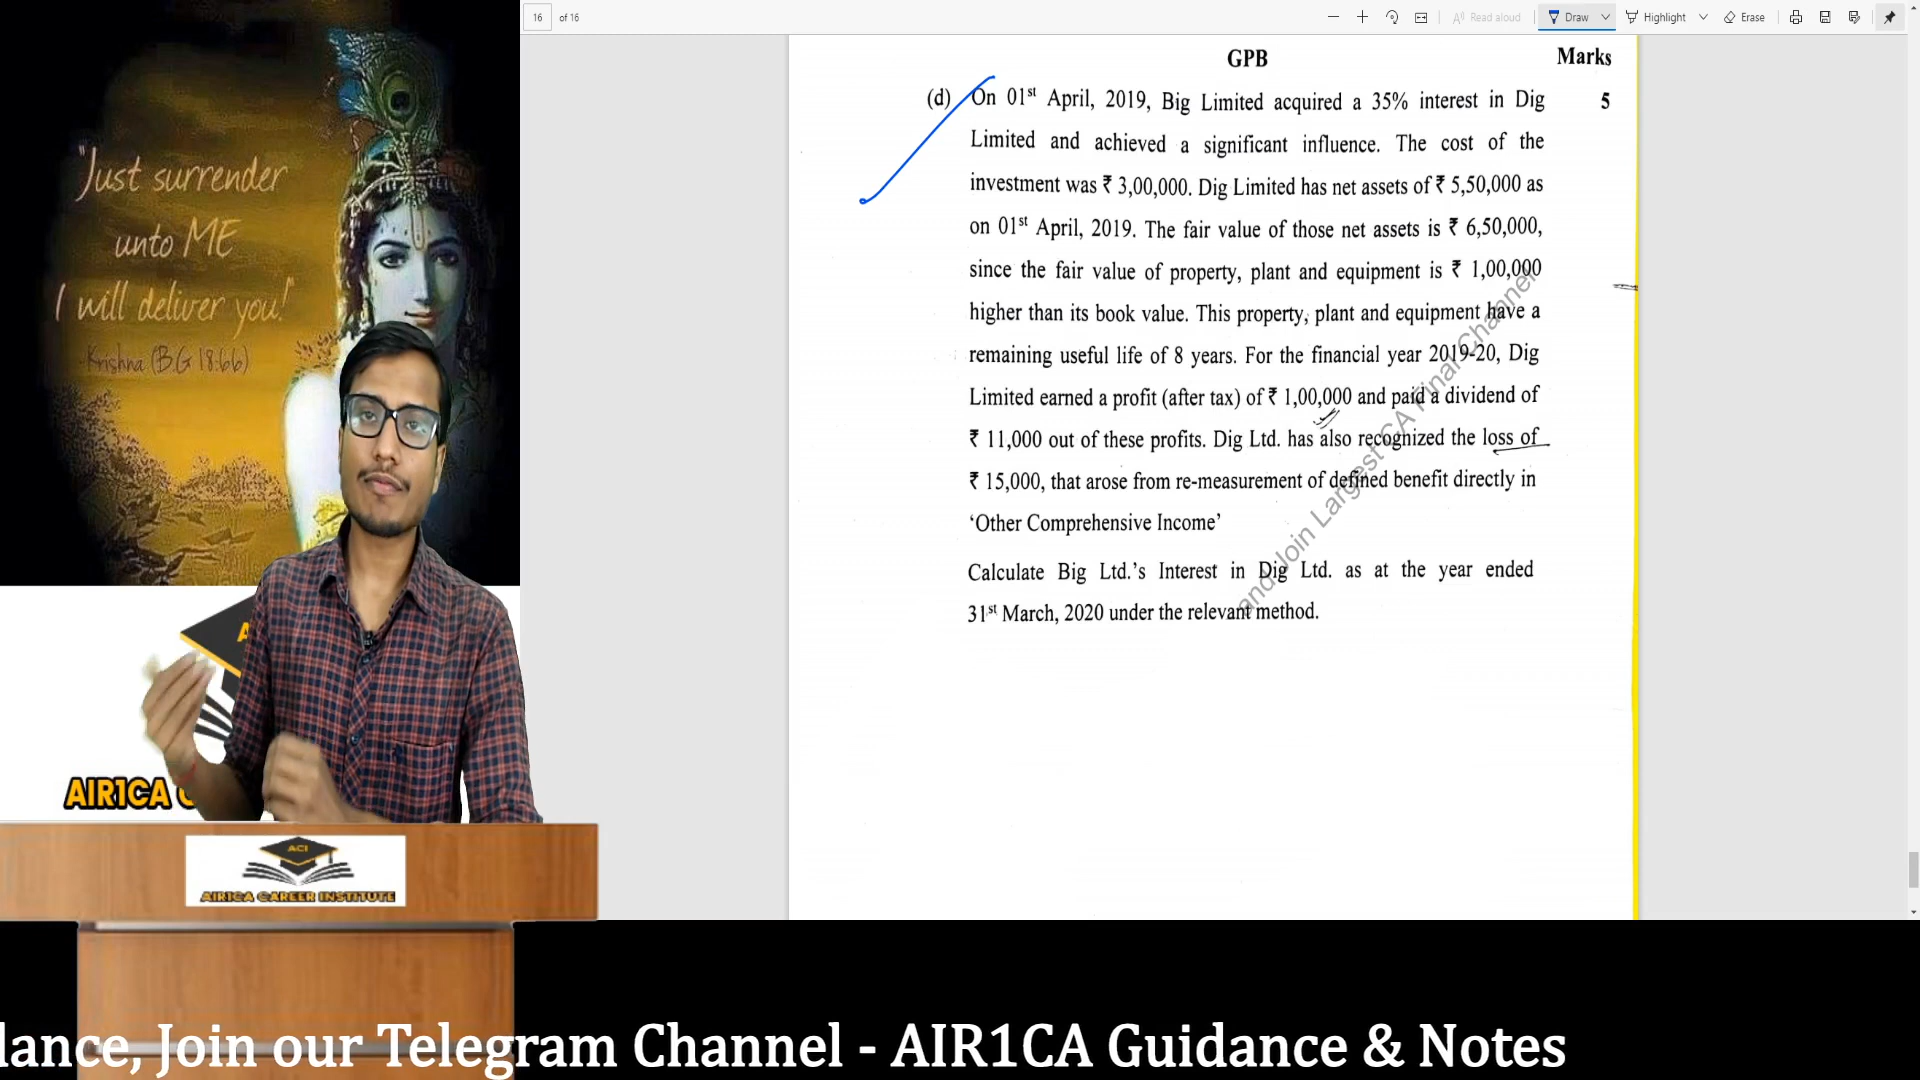 "Just surrender
unto ME
I will deliver you!"
- Krishna (B.G 18:66)
AIR1CA
ACI
AIR1CA CAREER INSTITUTE
16 of 16
Read aloud
Draw
Highlight
Erase
GPB
Marks
(d) On 01st April, 2019, Big Limited acquired a 35% interest in Dig 5
Limited and achieved a significant influence. The cost of the
investment was ₹ 3,00,000. Dig Limited has net assets of ₹ 5,50,000 as
on 01st April, 2019. The fair value of those net assets is ₹ 6,50,000,
since the fair value of property, plant and equipment is ₹ 1,00,000
higher than its book value. This property, plant and equipment have a
remaining useful life of 8 years. For the financial year 2019-20, Dig
Limited earned a profit (after tax) of ₹ 1,00,000 and paid a dividend of
₹ 11,000 out of these profits. Dig Ltd. has also recognized the loss of
₹ 15,000, that arose from re-measurement of defined benefit directly in
‘Other Comprehensive Income’
Calculate Big Ltd.’s Interest in Dig Ltd. as at the year ended
31st March, 2020 under the relevant method.
and Join Largest CA Final Channel
lance, Join our Telegram Channel - AIR1CA Guidance & Notes